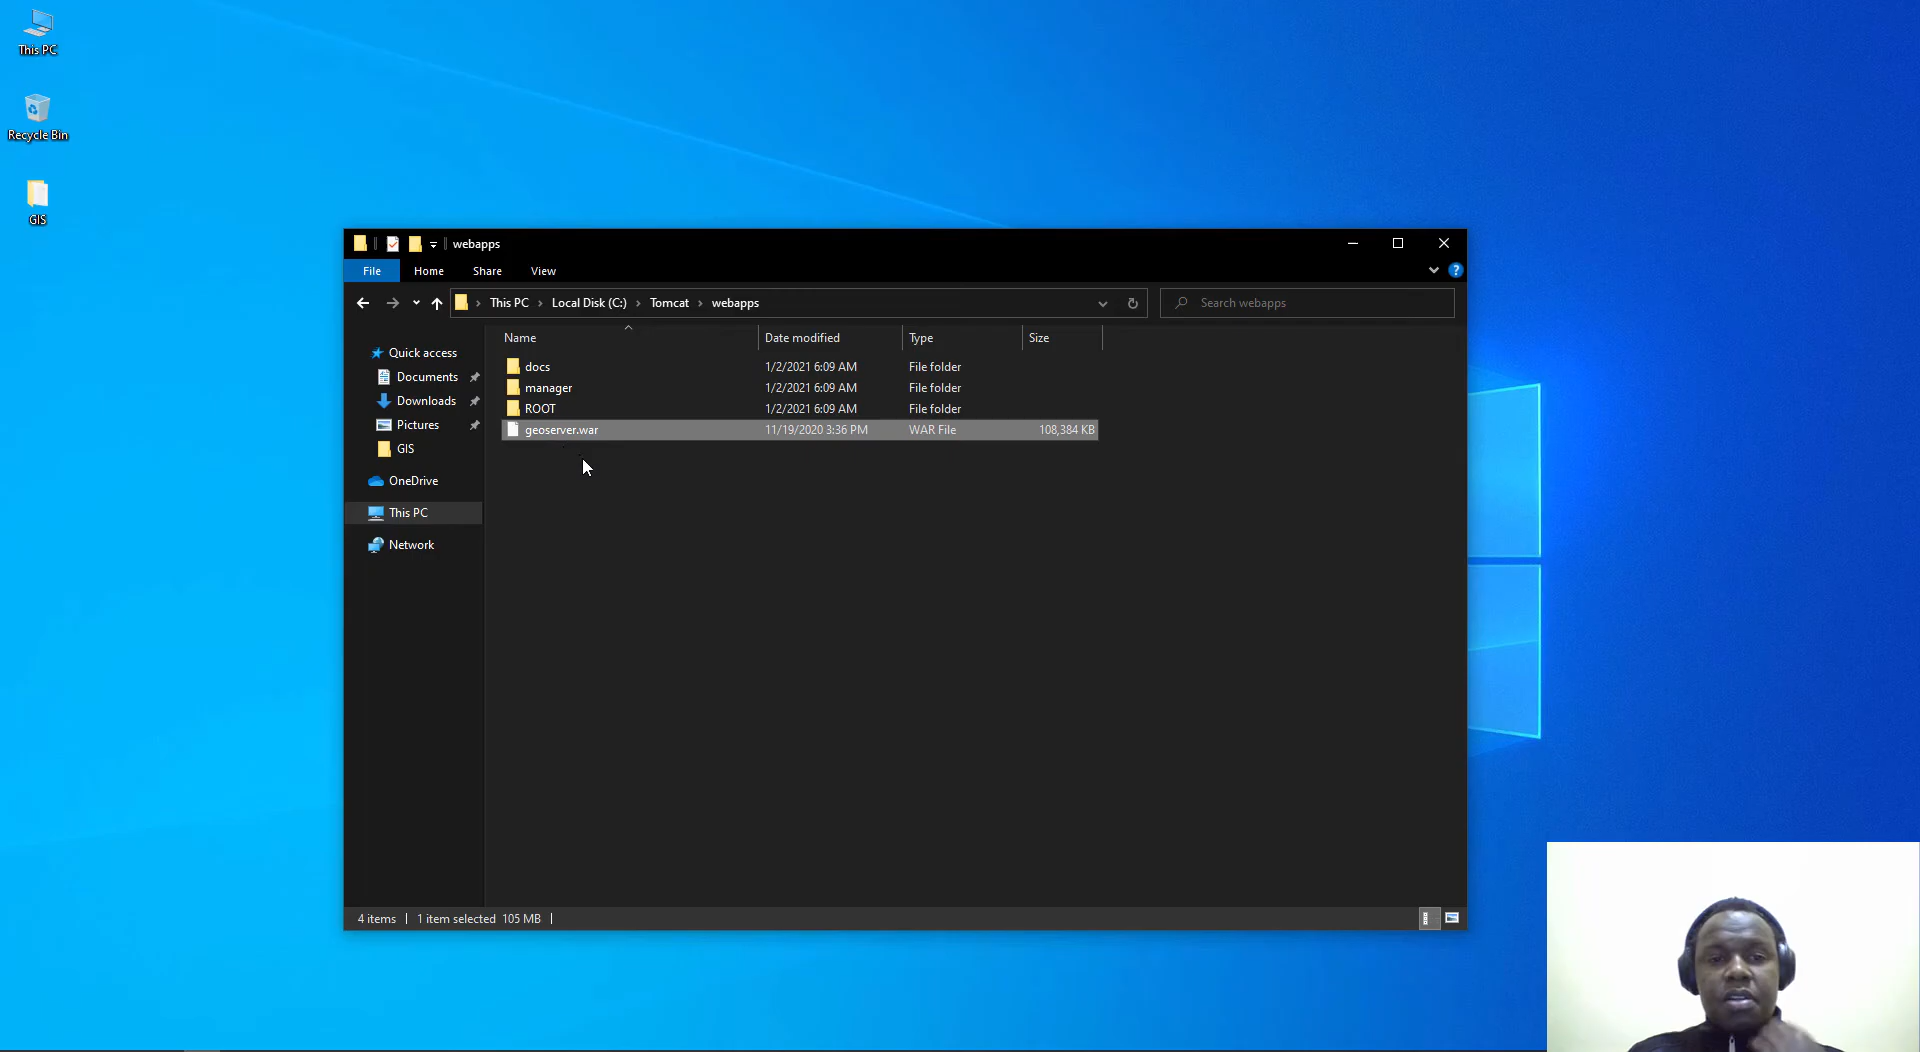 This PC
Recycle Bin
GIS
webapps
File Home Share View
This PC Local Disk (C:) Tomcat webapps Search webapps
Name Date modified Type Size
Quick access
Documents
Downloads
Pictures
GIS
OneDrive
This PC
Network
docs 1/2/2021 6:09 AM File folder
manager 1/2/2021 6:09 AM File folder
ROOT 1/2/2021 6:09 AM File folder
geoserver.war 11/19/2020 3:36 PM WAR File 108,384 KB
4 items 1 item selected 105 MB